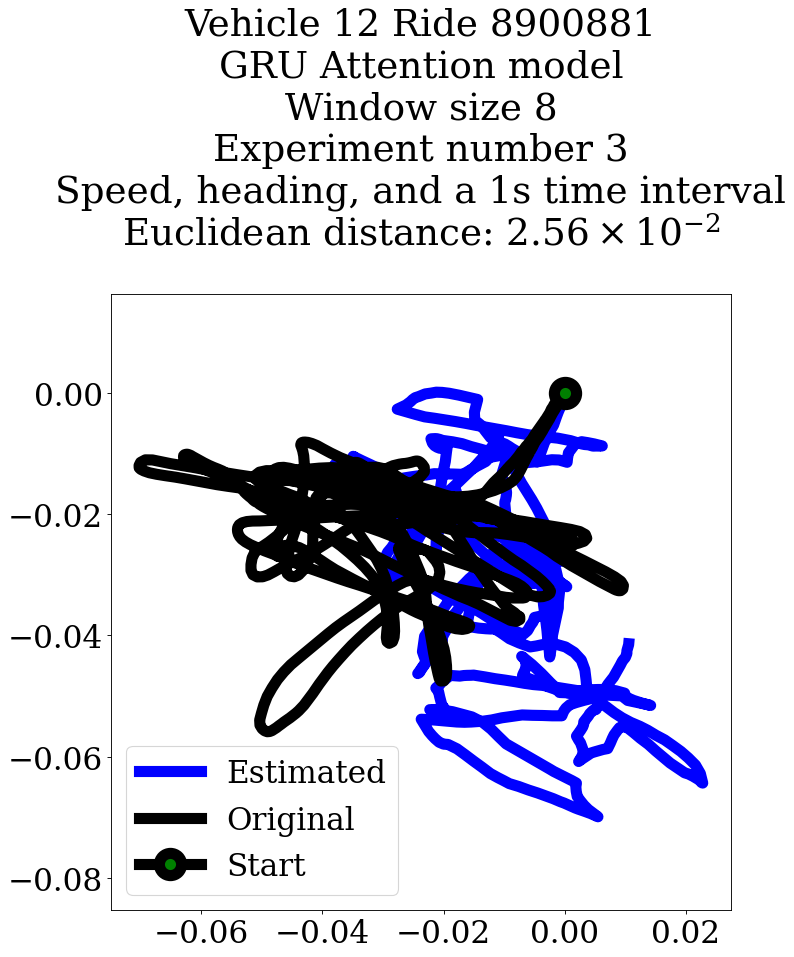 Vehicle 12 Ride 8900881
GRU Attention model
Window size 8
Experiment number 3
Speed, heading, and a 1s time interval
Euclidean distance: 2.56 × 10⁻²
0.00
−0.02
−0.04
−0.06
−0.08
Estimated
Original
Start
−0.06 −0.04 −0.02 0.00 0.02